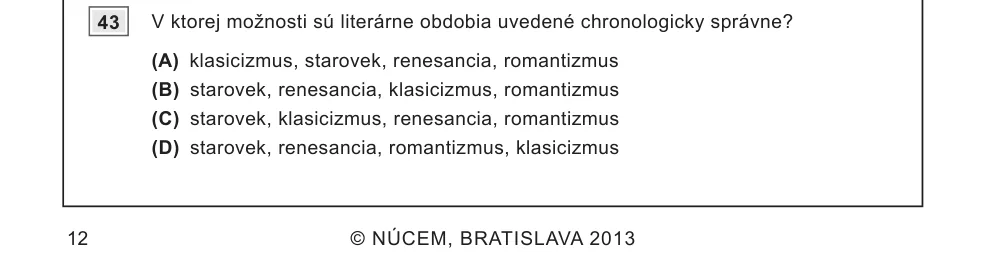 43 V ktorej možnosti sú literárne obdobia uvedené chronologicky správne?
(A) klasicizmus, starovek, renesancia, romantizmus
(B) starovek, renesancia, klasicizmus, romantizmus
(C) starovek, klasicizmus, renesancia, romantizmus
(D) starovek, renesancia, romantizmus, klasicizmus
12 © NÚCEM, BRATISLAVA 2013